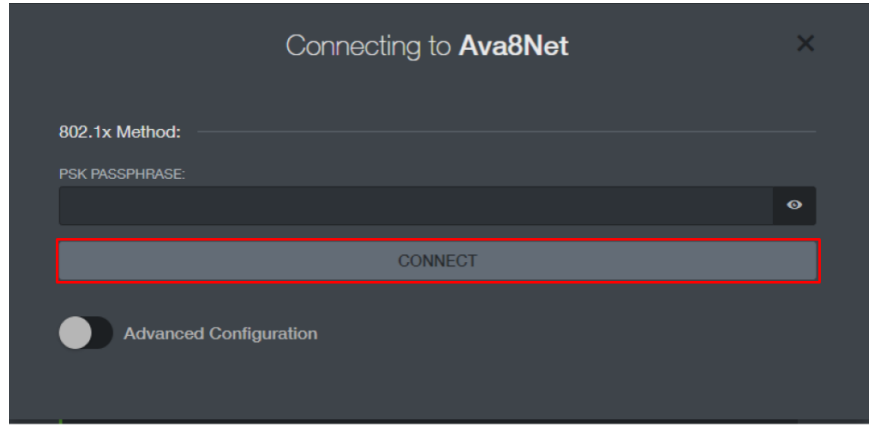 Connecting to Ava8Net
802.1x Method:
PSK PASSPHRASE:
CONNECT
Advanced Configuration